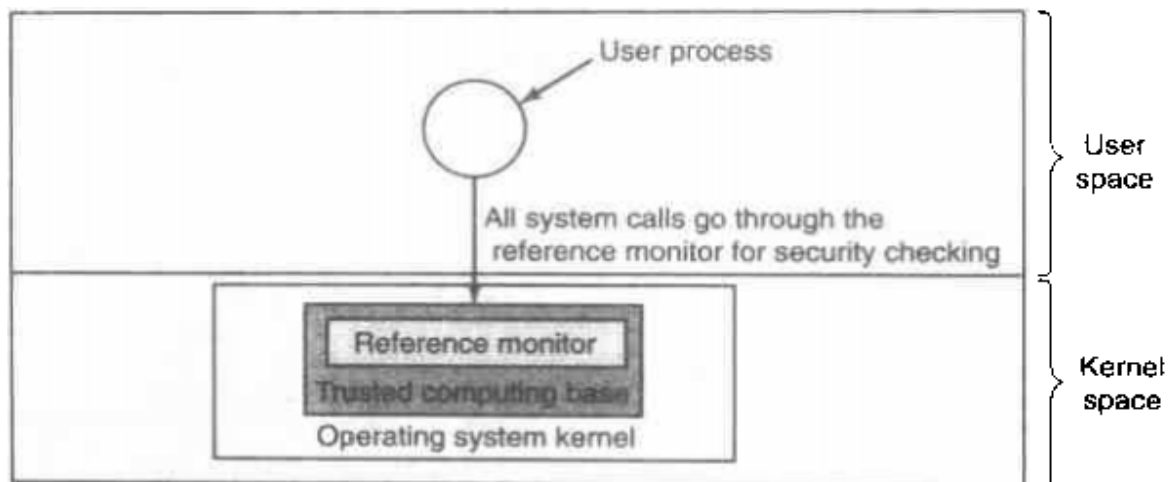 User process
User
space
All system calls go through the
reference monitor for security checking
Reference monitor
Trusted computing base
Operating system kernel
Kernel
space